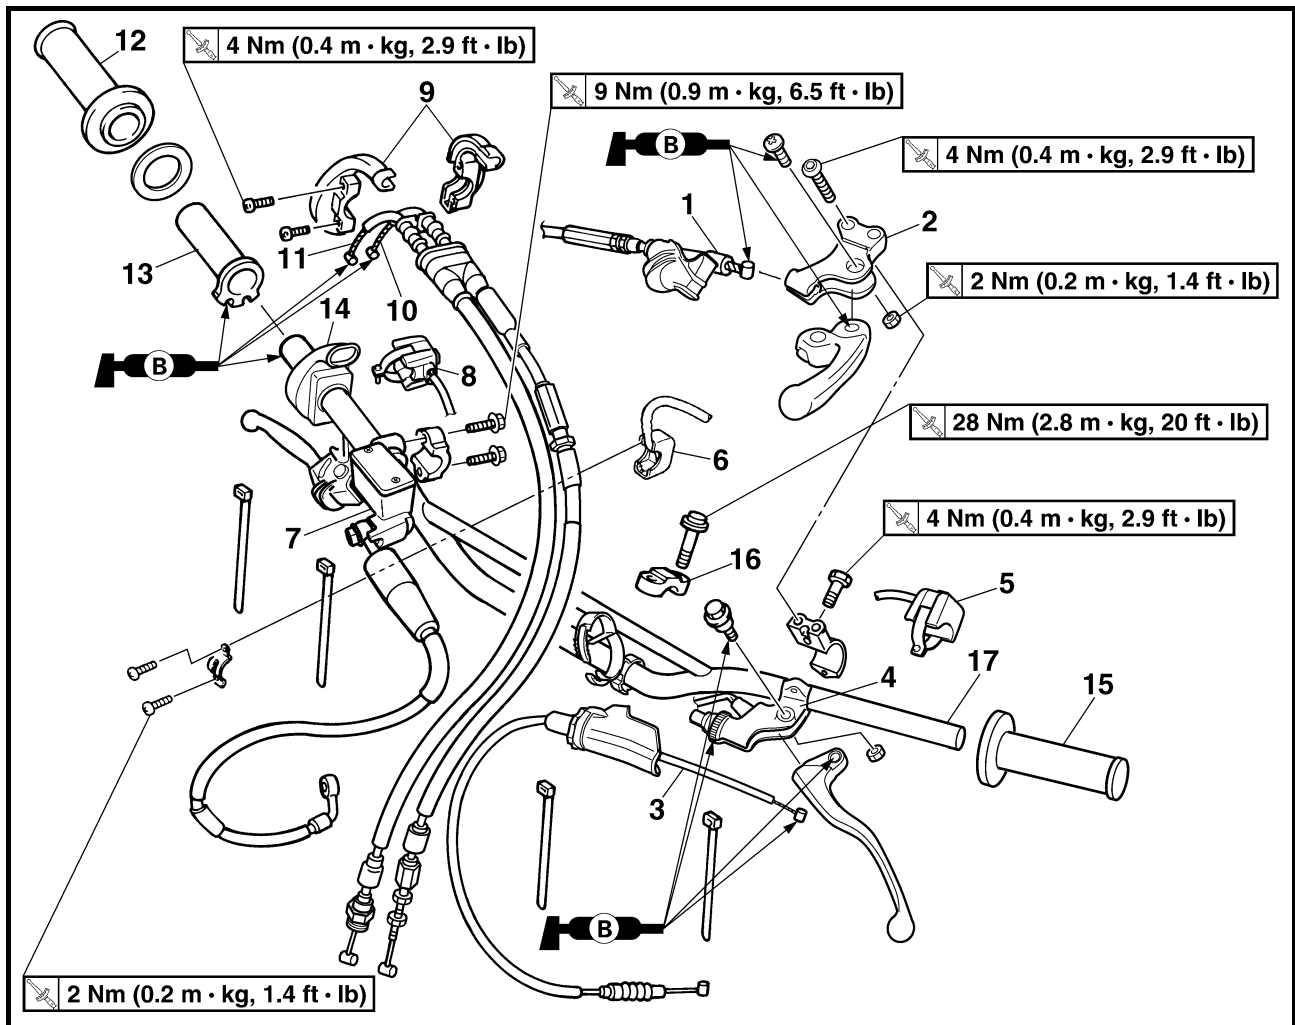 12
4 Nm (0.4 m · kg, 2.9 ft · lb)
9
9 Nm (0.9 m · kg, 6.5 ft · lb)
B
4 Nm (0.4 m · kg, 2.9 ft · lb)
1
2
11
13
10
14
2 Nm (0.2 m · kg, 1.4 ft · lb)
B
8
28 Nm (2.8 m · kg, 20 ft · lb)
6
7
4 Nm (0.4 m · kg, 2.9 ft · lb)
16
5
17
4
15
3
B
2 Nm (0.2 m · kg, 1.4 ft · lb)